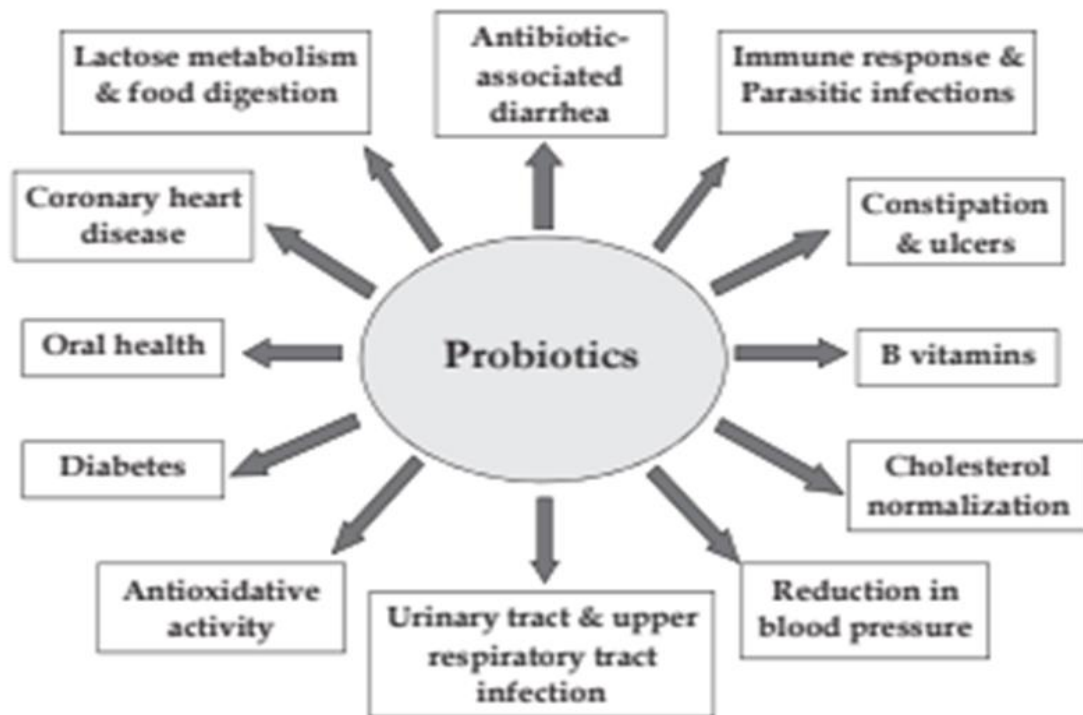 Lactose metabolism
& food digestion
Antibiotic-
associated
diarrhea
Immune response &
Parasitic infections
Coronary heart
disease
Constipation
& ulcers
Oral health
Probiotics
B vitamins
Diabetes
Cholesterol
normalization
Antioxidative
activity
Urinary tract & upper
respiratory tract
infection
Reduction in
blood pressure